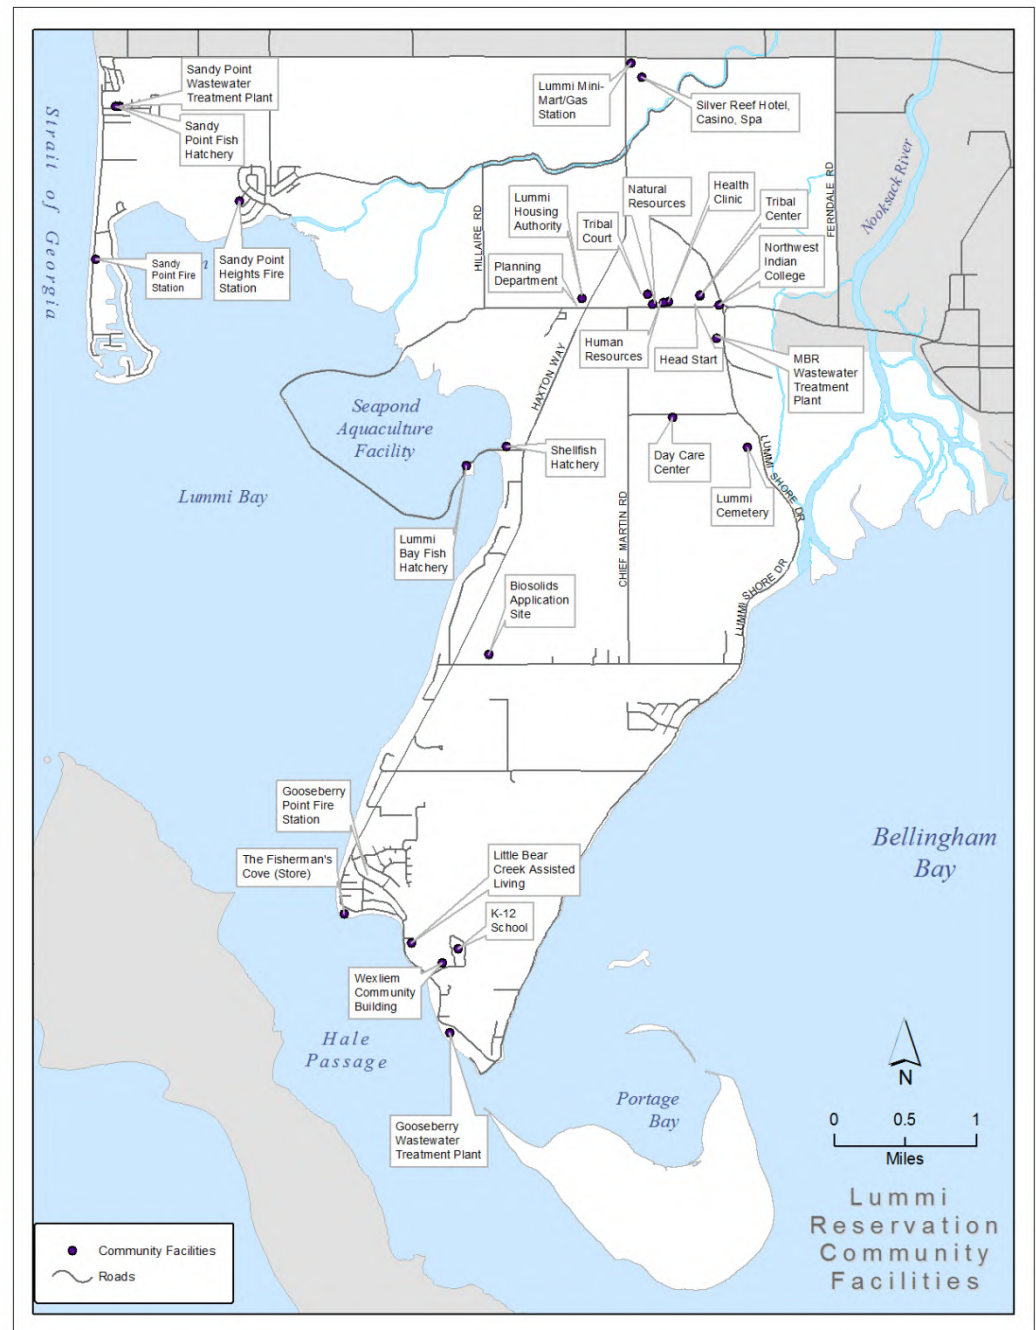 Sandy Point
Wastewater
Treatment Plant
Sandy
Point Fish
Hatchery
Strait of Georgia
Lummi Mini-
Mart/Gas
Station
Silver Reef Hotel,
Casino, Spa
Nooksack River
FERNDALE RD
HILLAIRE RD
Lummi
Housing
Authority
Tribal
Court
Natural
Resources
Health
Clinic
Tribal
Center
Northwest
Indian
College
Sandy
Point Fire
Station
Sandy Point
Heights Fire
Station
Planning
Department
Human
Resources
Head Start
MBR
Wastewater
Treatment
Plant
HAXTON WAY
Seapond
Aquaculture
Facility
Shellfish
Hatchery
Day Care
Center
Lummi
Cemetery
LUMMI SHORE DR
Lummi Bay
Lummi
Bay Fish
Hatchery
CHIEF MARTIN RD
LUMMI SHORE DR
Biosolids
Application
Site
Gooseberry
Point Fire
Station
The Fisherman's
Cove (Store)
Little Bear
Creek Assisted
Living
K-12
School
Bellingham
Bay
Wexliem
Community
Building
Hale
Passage
Gooseberry
Wastewater
Treatment Plant
Portage
Bay
N
0 0.5 1
Miles
Lummi
Reservation
Community
Facilities
Community Facilities
Roads